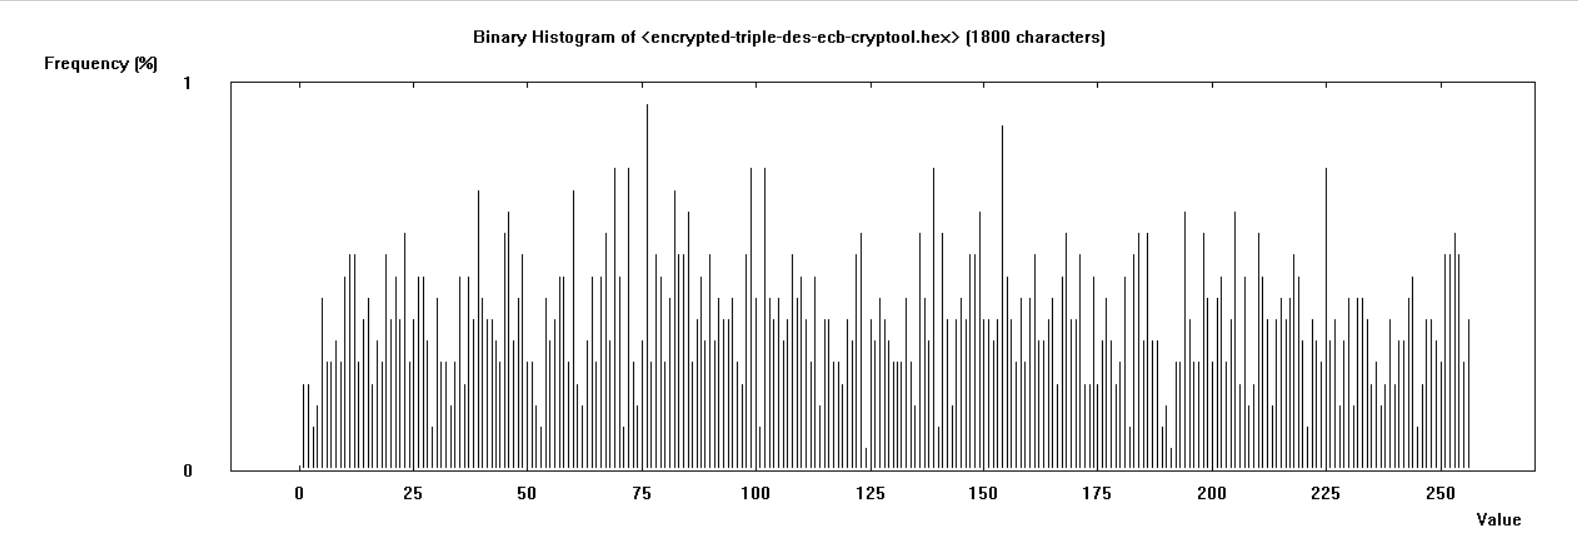 Binary Histogram of <encrypted-triple-des-ecb-cryptool.hex> (1800 characters)
Frequency (%)
1
0
0 25 50 75 100 125 150 175 200 225 250
Value